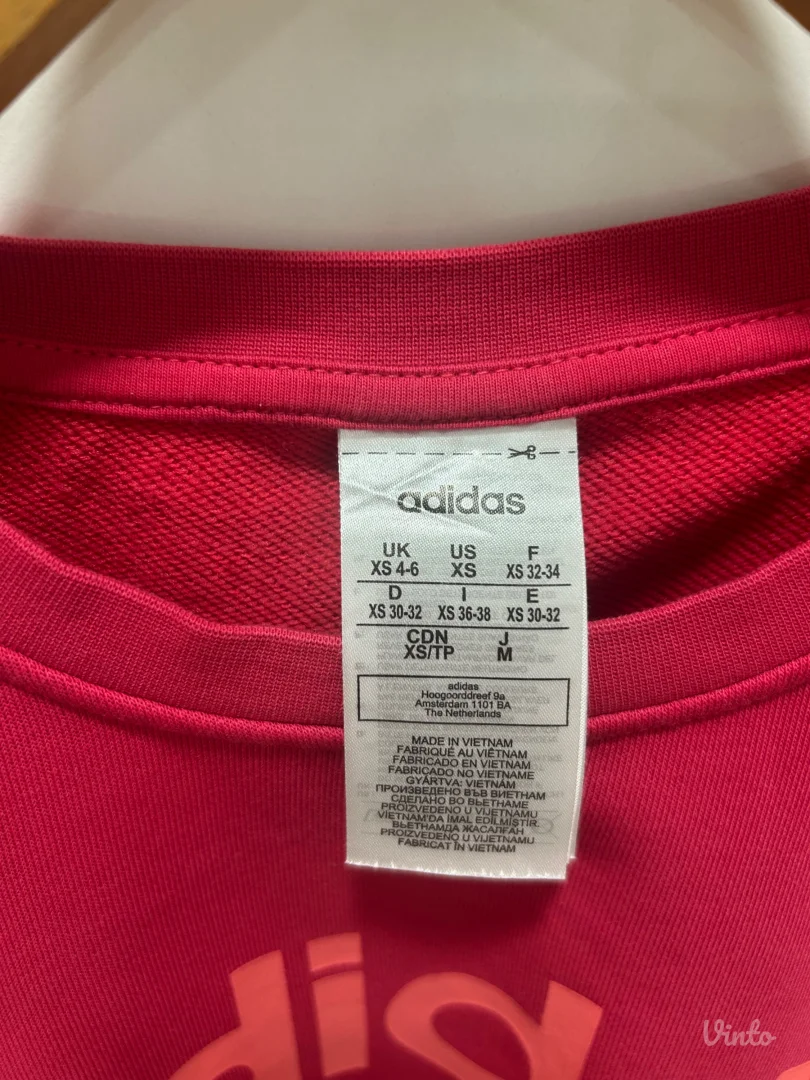 adidas
UK US F
XS 4-6 XS XS 32-34
D I E
XS 30-32 XS 36-38 XS 30-32
CDN J
XS/TP M
adidas
Hoogoorddreef 9a
Amsterdam 1101 BA
The Netherlands
MADE IN VIETNAM
FABRIQUÉ AU VIÊTNAM
FABRICADO EN VIETNAM
FABRICADO NO VIETNAME
GYÁRTVA: VIETNÁM
ПРОИЗВЕДЕНО ВЪВ ВИЕТНАМ
СДЕЛАНО ВО ВЬЕТНАМЕ
PROIZVEDENO U VIJETNAMU
VIETNAM'DA İMAL EDİLMİŞTİR
ВЬЕТНАМДА ЖАСАЛҒАН
PROIZVEDENO U VIJETNAMU
FABRICAT ÎN VIETNAM
Vinto